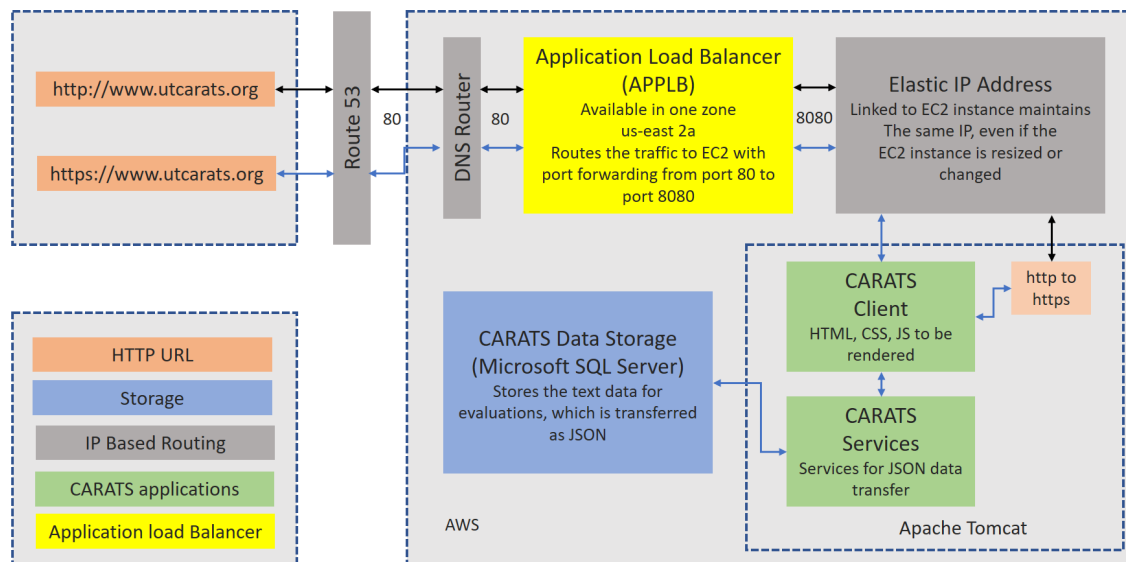 http://www.utcarats.org
https://www.utcarats.org
Route 53
80
DNS Router
80
Application Load Balancer
(APPLB)
Available in one zone
us-east 2a
Routes the traffic to EC2 with
port forwarding from port 80 to
port 8080
8080
Elastic IP Address
Linked to EC2 instance maintains
The same IP, even if the
EC2 instance is resized or
changed
CARATS
Client
HTML, CSS, JS to be
rendered
http to
https
CARATS Data Storage
(Microsoft SQL Server)
Stores the text data for
evaluations, which is transferred
as JSON
CARATS
Services
Services for JSON data
transfer
AWS
Apache Tomcat
HTTP URL
Storage
IP Based Routing
CARATS applications
Application load Balancer